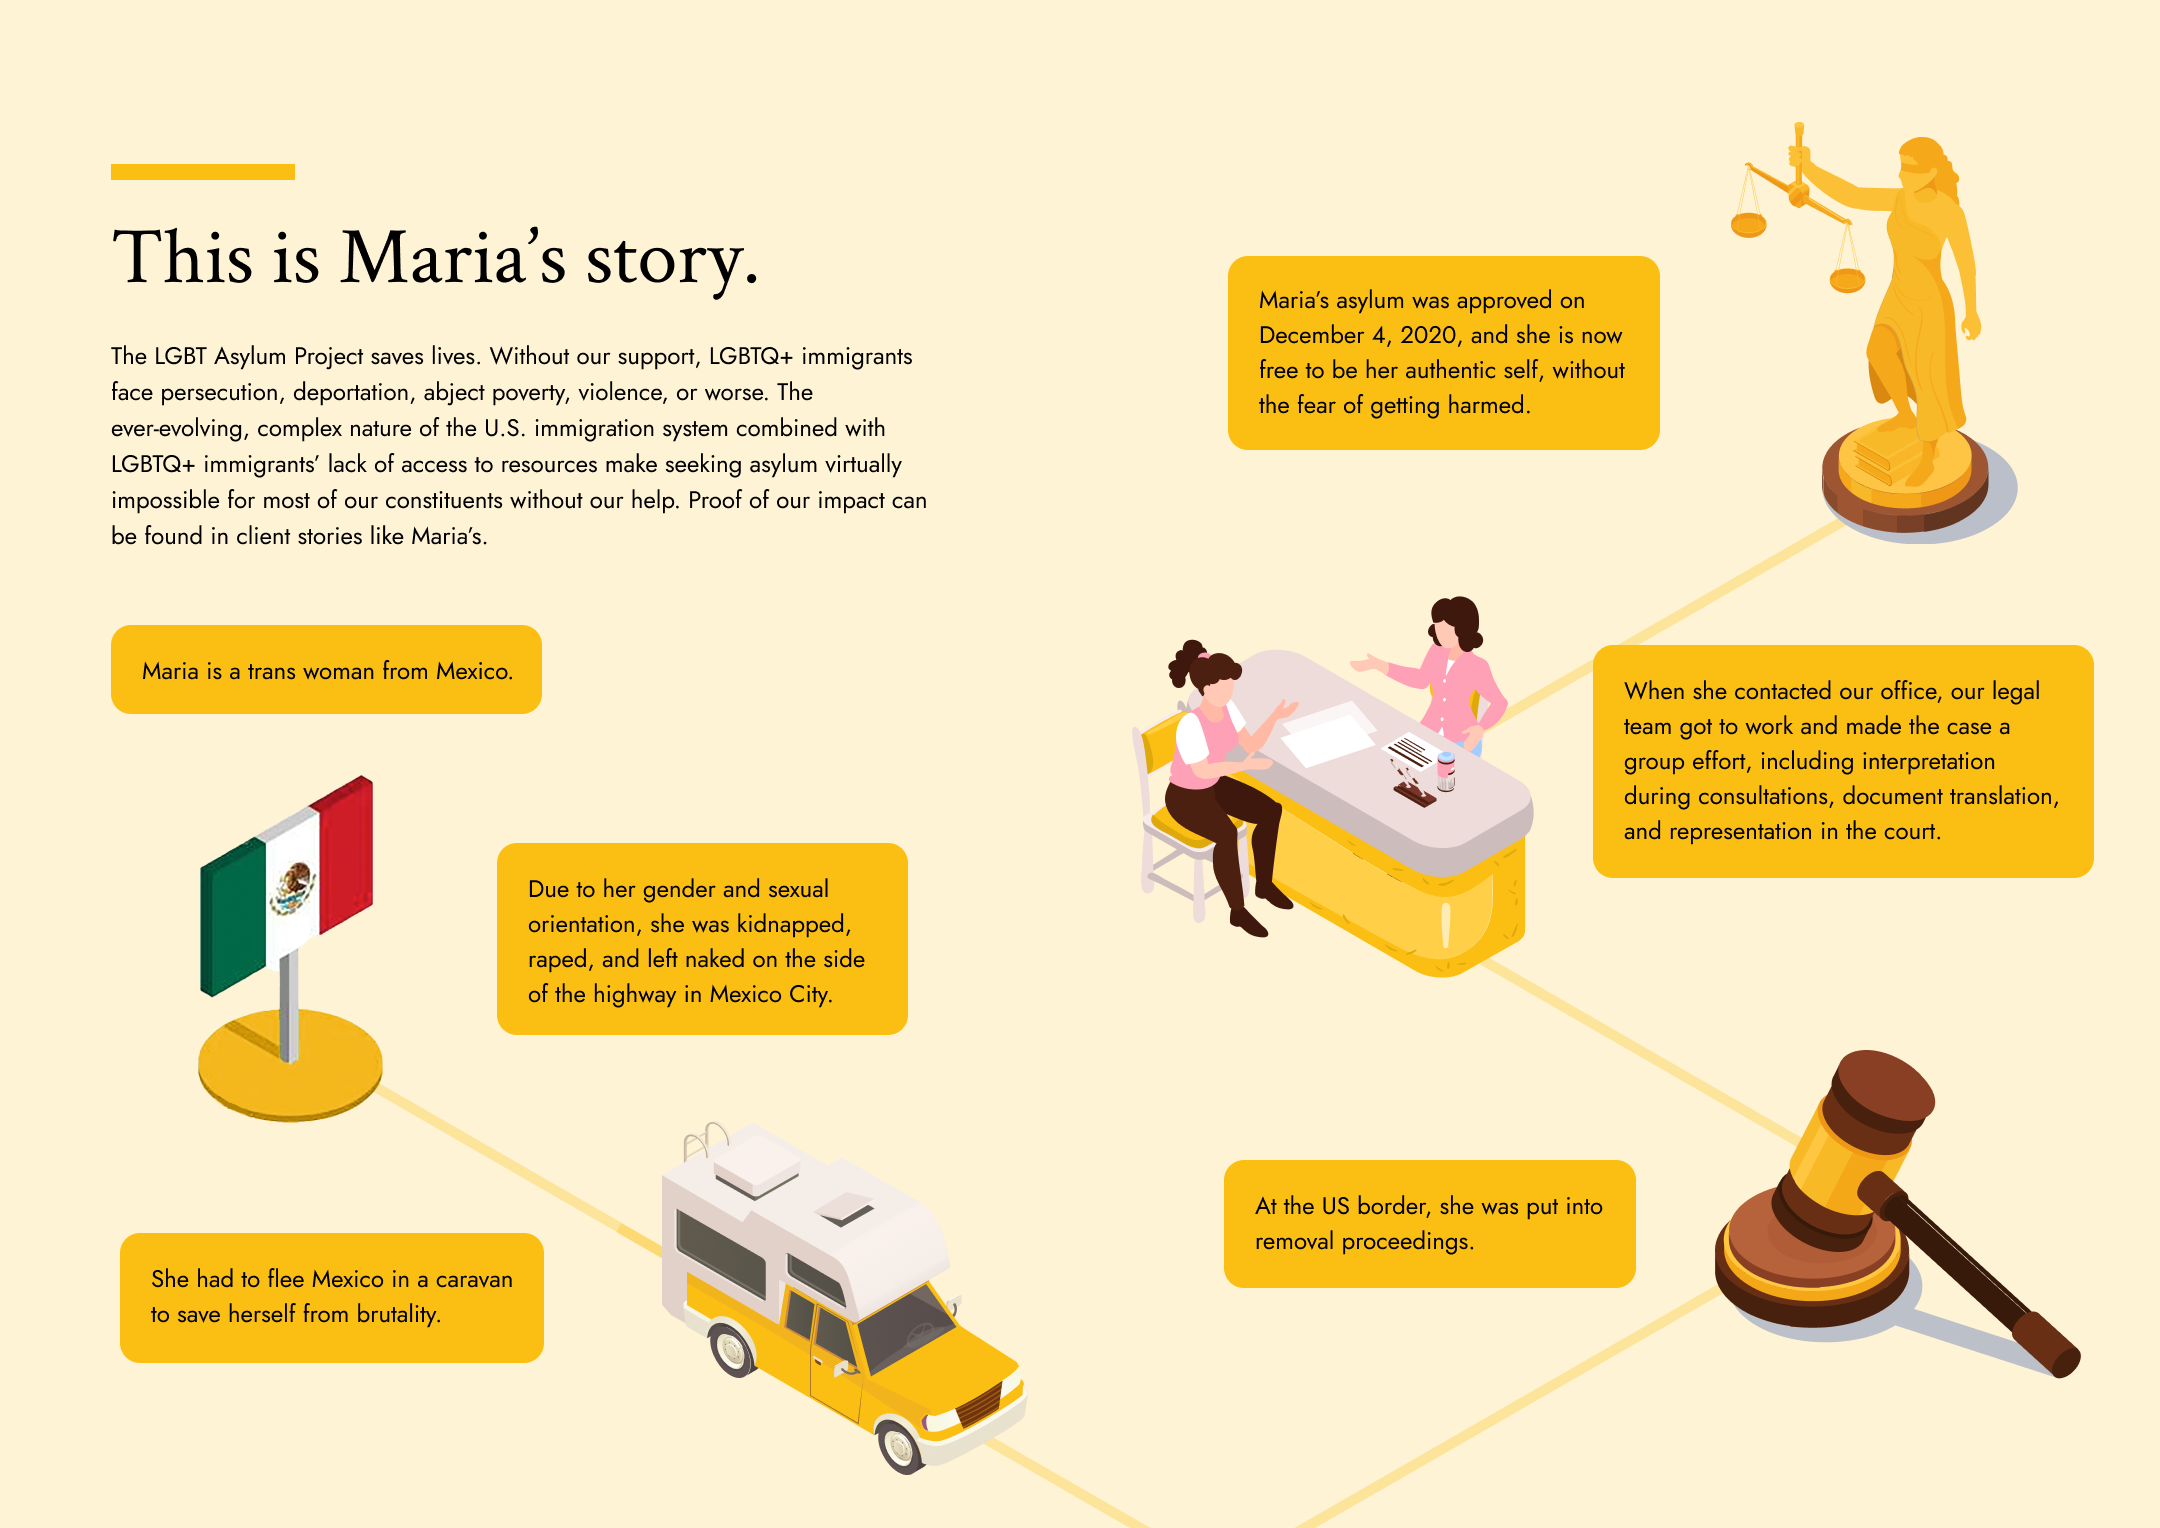 This is Maria’s story.
The LGBT Asylum Project saves lives. Without our support, LGBTQ+ immigrants
face persecution, deportation, abject poverty, violence, or worse. The
ever-evolving, complex nature of the U.S. immigration system combined with
LGBTQ+ immigrants’ lack of access to resources make seeking asylum virtually
impossible for most of our constituents without our help. Proof of our impact can
be found in client stories like Maria’s.
Maria is a trans woman from Mexico.
Due to her gender and sexual
orientation, she was kidnapped,
raped, and left naked on the side
of the highway in Mexico City.
She had to flee Mexico in a caravan
to save herself from brutality.
At the US border, she was put into
removal proceedings.
When she contacted our office, our legal
team got to work and made the case a
group effort, including interpretation
during consultations, document translation,
and representation in the court.
Maria’s asylum was approved on
December 4, 2020, and she is now
free to be her authentic self, without
the fear of getting harmed.